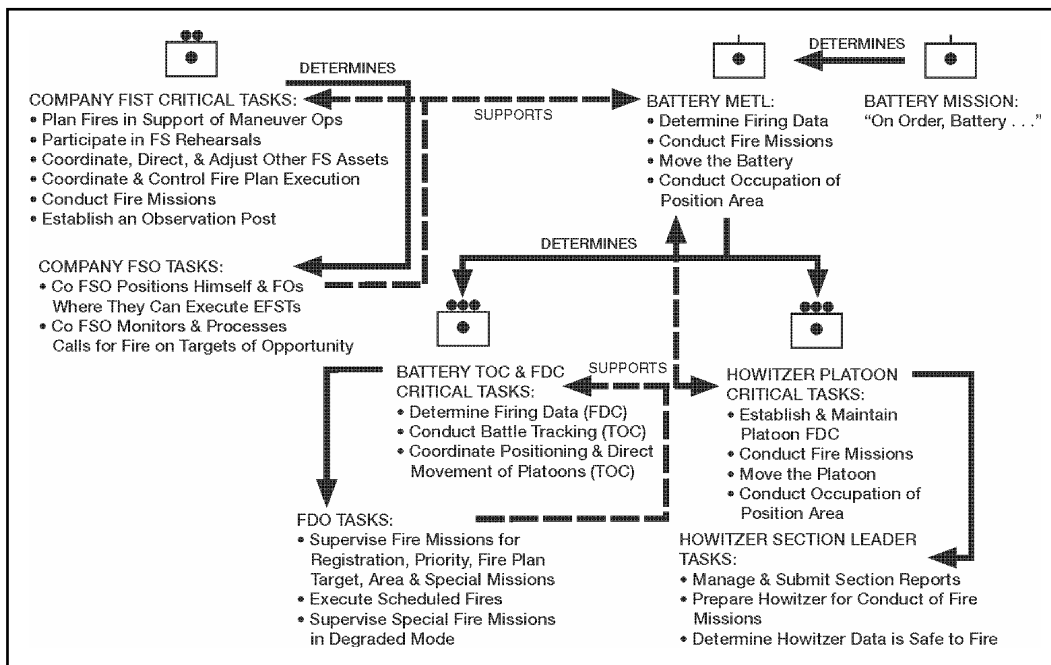 DETERMINES
COMPANY FIST CRITICAL TASKS:
• Plan Fires in Support of Maneuver Ops
• Participate in FS Rehearsals
• Coordinate, Direct, & Adjust Other FS Assets
• Coordinate & Control Fire Plan Execution
• Conduct Fire Missions
• Establish an Observation Post
SUPPORTS
DETERMINES
BATTERY METL:
• Determine Firing Data
• Conduct Fire Missions
• Move the Battery
• Conduct Occupation of
Position Area
BATTERY MISSION:
“On Order, Battery . . .”
DETERMINES
COMPANY FSO TASKS:
• Co FSO Positions Himself & FOs
Where They Can Execute EFSTs
• Co FSO Monitors & Processes
Calls for Fire on Targets of Opportunity
BATTERY TOC & FDC
CRITICAL TASKS:
• Determine Firing Data (FDC)
• Conduct Battle Tracking (TOC)
• Coordinate Positioning & Direct
Movement of Platoons (TOC)
SUPPORTS
HOWITZER PLATOON
CRITICAL TASKS:
• Establish & Maintain
Platoon FDC
• Conduct Fire Missions
• Move the Platoon
• Conduct Occupation of
Position Area
FDO TASKS:
• Supervise Fire Missions for
Registration, Priority, Fire Plan
Target, Area & Special Missions
• Execute Scheduled Fires
• Supervise Special Fire Missions
in Degraded Mode
HOWITZER SECTION LEADER
TASKS:
• Manage & Submit Section Reports
• Prepare Howitzer for Conduct of Fire
Missions
• Determine Howitzer Data is Safe to Fire